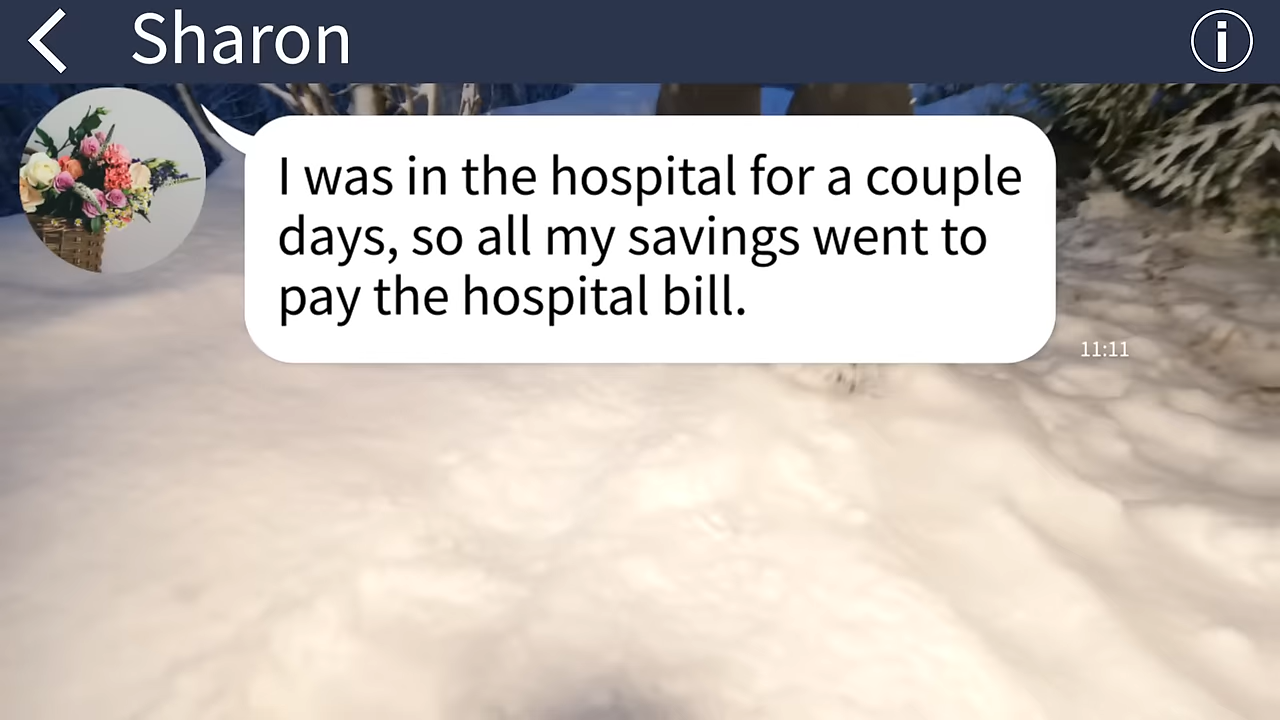 Sharon
I was in the hospital for a couple
days, so all my savings went to
pay the hospital bill.
11:11